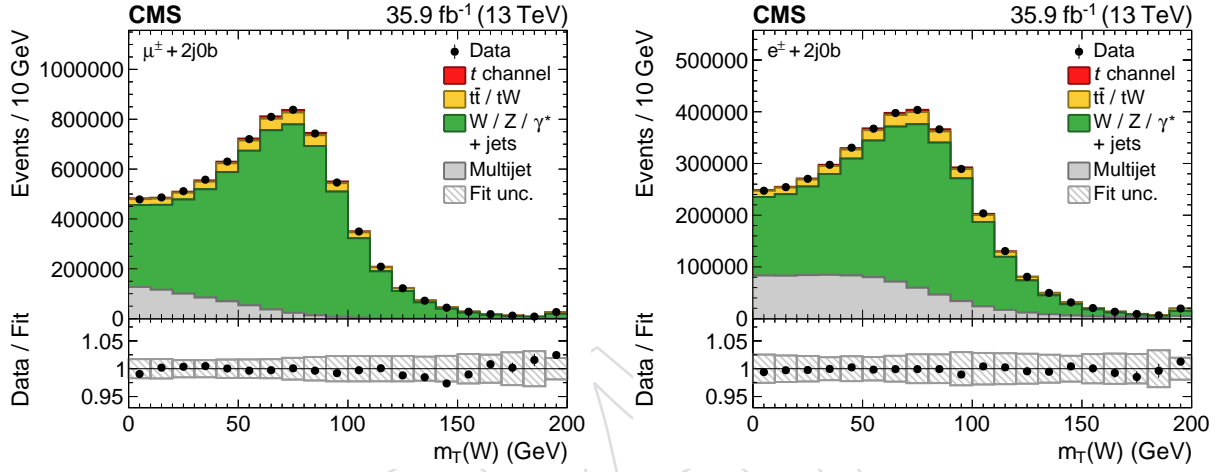 CMS 35.9 fb⁻¹ (13 TeV)
μ± + 2j0b
Data
t channel
tt̄ / tW
W / Z / γ*
+ jets
Multijet
Fit unc.
Events / 10 GeV
1000000
800000
600000
400000
200000
0
Data / Fit
1.05
1
0.95
0 50 100 150 200
mT(W) (GeV)
CMS 35.9 fb⁻¹ (13 TeV)
e± + 2j0b
Data
t channel
tt̄ / tW
W / Z / γ*
+ jets
Multijet
Fit unc.
Events / 10 GeV
500000
400000
300000
200000
100000
0
Data / Fit
1.05
1
0.95
0 50 100 150 200
mT(W) (GeV)